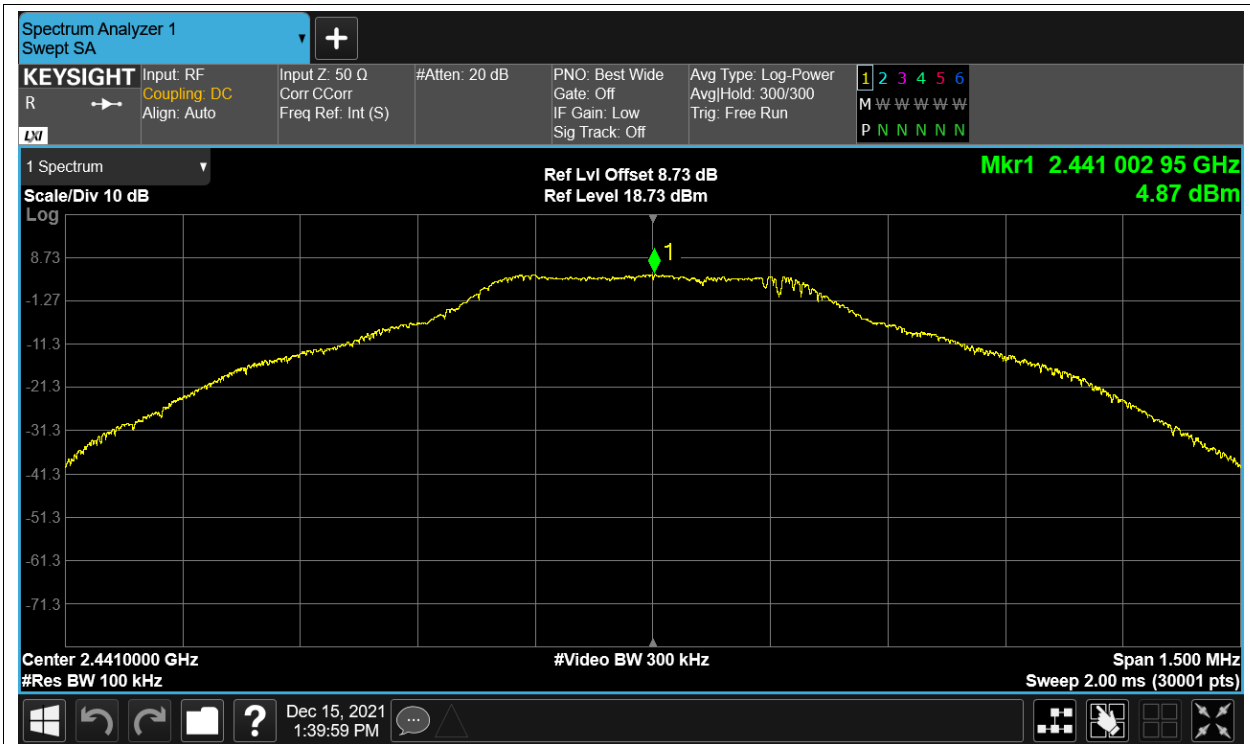 Spectrum Analyzer 1
Swept SA
▼
+
KEYSIGHT
R
LXI
Input: RF
Coupling: DC
Align: Auto
Input Z: 50 Ω
Corr CCorr
Freq Ref: Int (S)
#Atten: 20 dB
PNO: Best Wide
Gate: Off
IF Gain: Low
Sig Track: Off
Avg Type: Log-Power
Avg|Hold: 300/300
Trig: Free Run
1 2 3 4 5 6
M W W W W W
P N N N N N
1 Spectrum ▼
Scale/Div 10 dB
Ref Lvl Offset 8.73 dB
Ref Level 18.73 dBm
Mkr1 2.441 002 95 GHz
4.87 dBm
Log
1
8.73
-1.27
-11.3
-21.3
-31.3
-41.3
-51.3
-61.3
-71.3
Center 2.4410000 GHz
#Video BW 300 kHz
Span 1.500 MHz
#Res BW 100 kHz
Sweep 2.00 ms (30001 pts)
?
Dec 15, 2021
1:39:59 PM